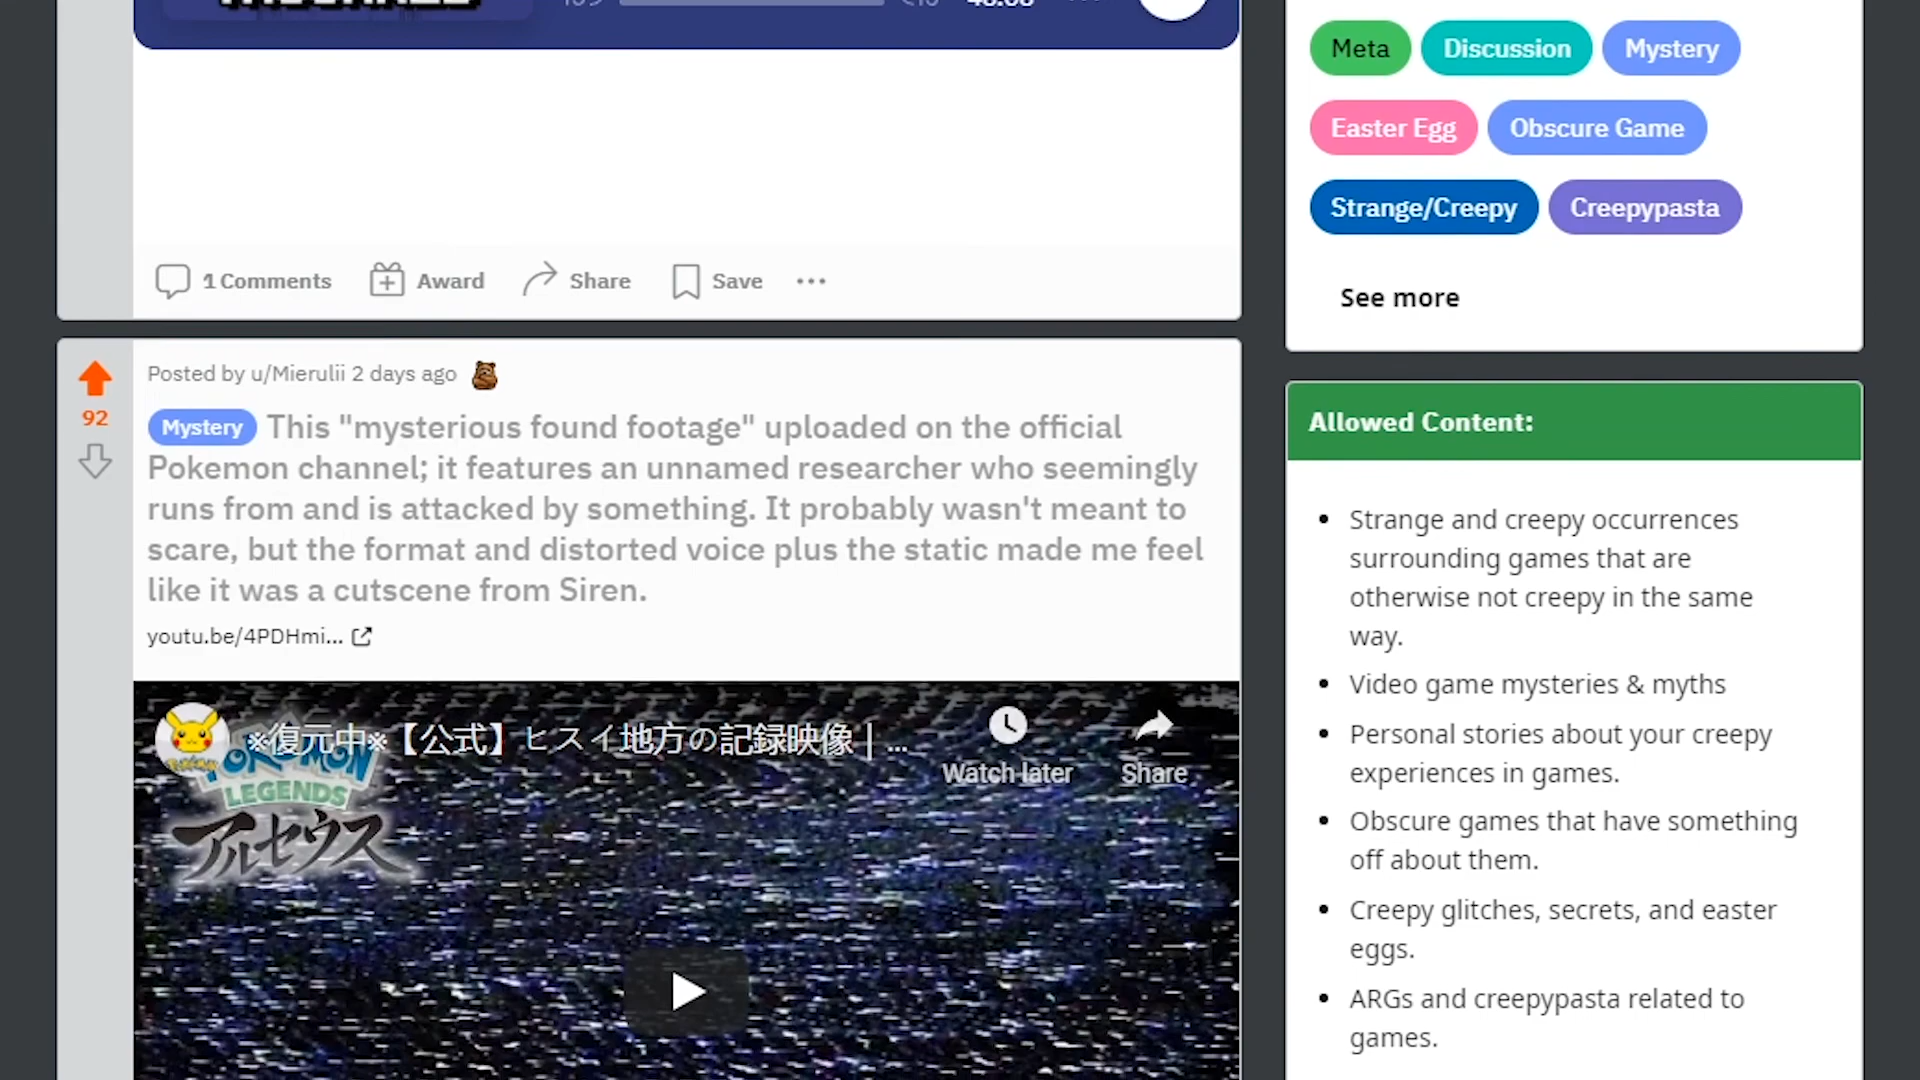 1 Comments
Award
Share
Save
Posted by u/Mierulii 2 days ago
92
Mystery This "mysterious found footage" uploaded on the official
Pokemon channel; it features an unnamed researcher who seemingly
runs from and is attacked by something. It probably wasn't meant to
scare, but the format and distorted voice plus the static made me feel
like it was a cutscene from Siren.
youtu.be/4PDHmi...
※復元中※【公式】ヒスイ地方の記録映像｜...
Watch later
Share
POKÉMON
LEGENDS
アルセウス
Meta
Discussion
Mystery
Easter Egg
Obscure Game
Strange/Creepy
Creepypasta
See more
Allowed Content:
• Strange and creepy occurrences
surrounding games that are
otherwise not creepy in the same
way.
• Video game mysteries & myths
• Personal stories about your creepy
experiences in games.
• Obscure games that have something
off about them.
• Creepy glitches, secrets, and easter
eggs.
• ARGs and creepypasta related to
games.